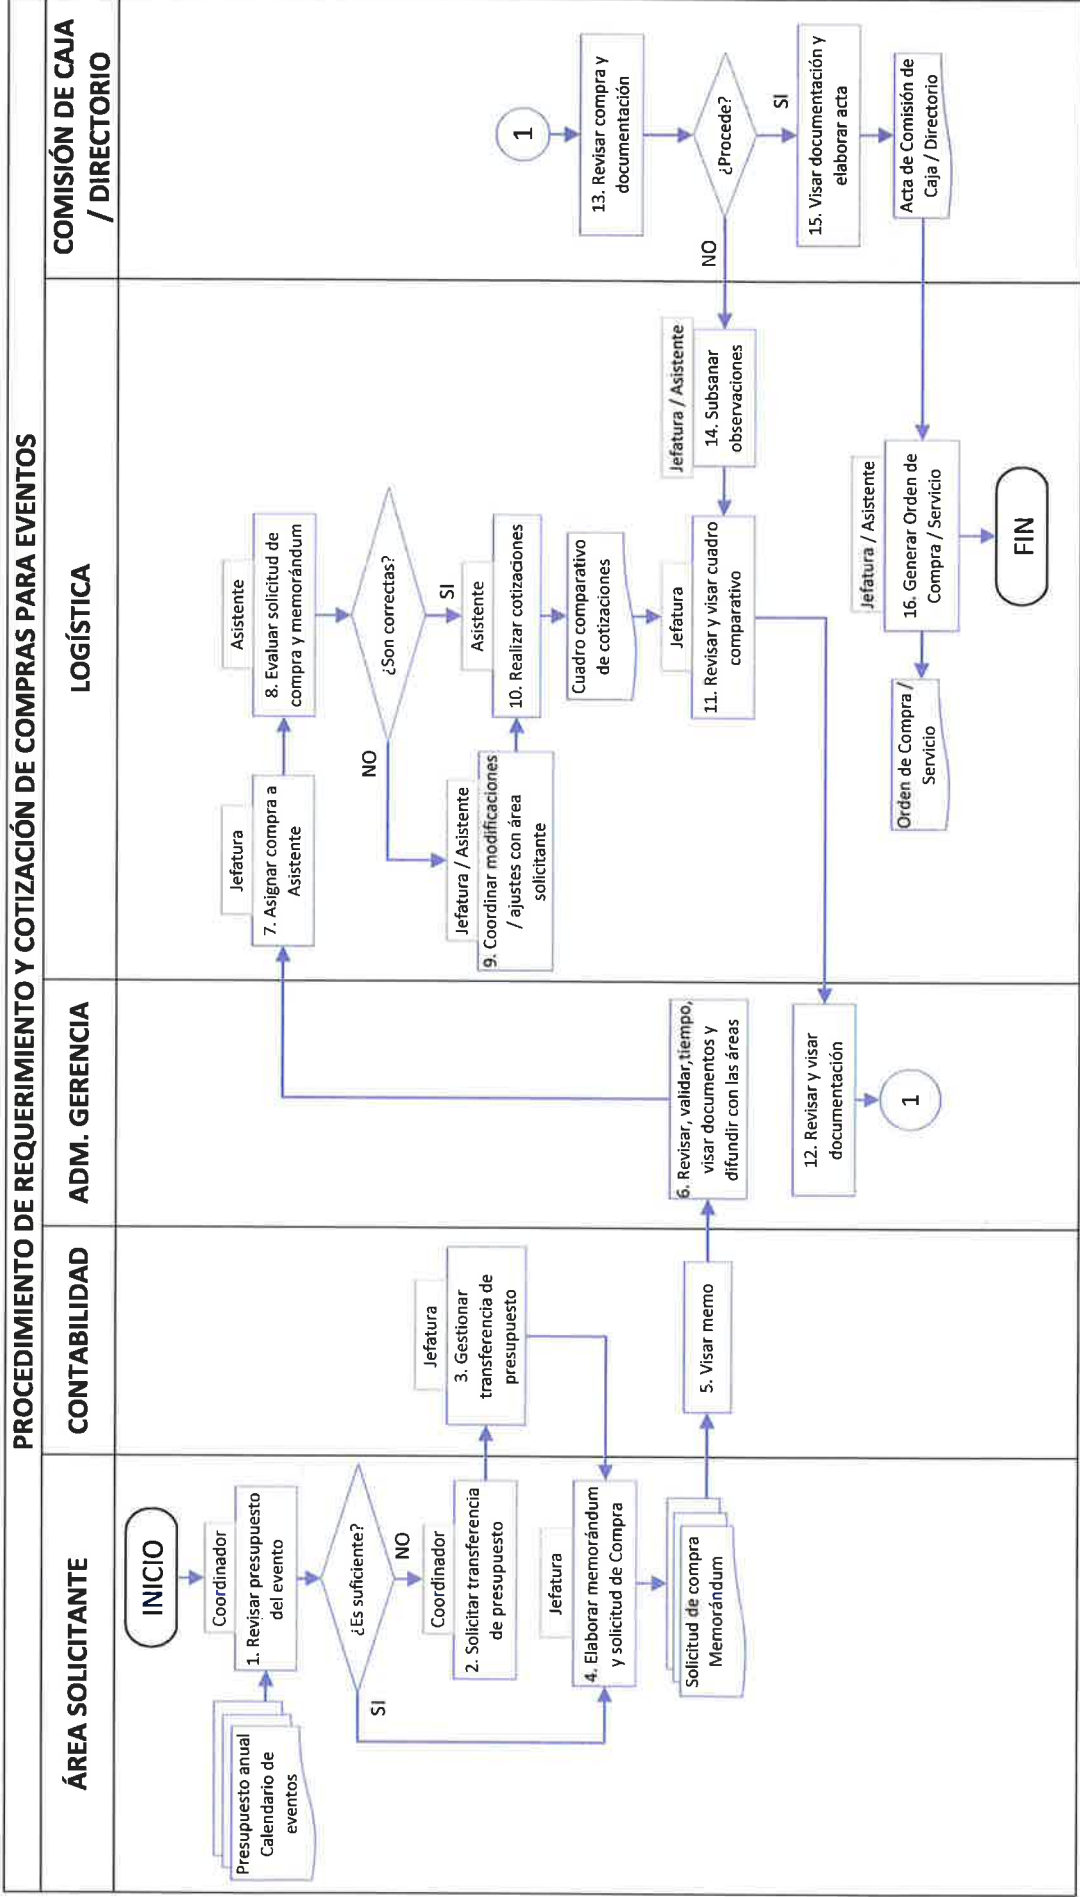 PROCEDIMIENTO DE REQUERIMIENTO Y COTIZACIÓN DE COMPRAS PARA EVENTOS
ÁREA SOLICITANTE
CONTABILIDAD
ADM. GERENCIA
LOGÍSTICA
COMISIÓN DE CAJA
/ DIRECTORIO
INICIO
Coordinador
1. Revisar presupuesto
del evento
Presupuesto anual
Calendario de
eventos
¿Es suficiente?
SI
NO
Coordinador
2. Solicitar transferencia
de presupuesto
Jefatura
3. Gestionar
transferencia de
presupuesto
Jefatura
4. Elaborar memorándum
y solicitud de Compra
Solicitud de compra
Memorándum
5. Visar memo
6. Revisar, validar,tiempo,
visar documentos y
difundir con las áreas
Jefatura
7. Asignar compra a
Asistente
Asistente
8. Evaluar solicitud de
compra y memorándum
¿Son correctas?
NO
SI
Jefatura / Asistente
9. Coordinar modificaciones
/ ajustes con área
solicitante
Asistente
10. Realizar cotizaciones
Cuadro comparativo
de cotizaciones
Jefatura
11. Revisar y visar cuadro
comparativo
12. Revisar y visar
documentación
1
1
13. Revisar compra y
documentación
¿Procede?
NO
SI
Jefatura / Asistente
14. Subsanar
observaciones
15. Visar documentación y
elaborar acta
Acta de Comisión de
Caja / Directorio
Jefatura / Asistente
16. Generar Orden de
Compra / Servicio
Orden de Compra /
Servicio
FIN